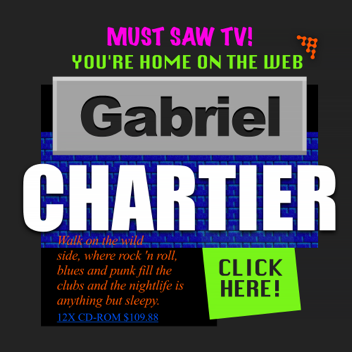 MUST SAW TV!
YOU'RE HOME ON THE WEB
Gabriel
CHARTIER
Walk on the wild
side, where rock 'n roll,
blues and punk fill the
clubs and the nightlife is
anything but sleepy.
12X CD-ROM $109.88
CLICK
HERE!